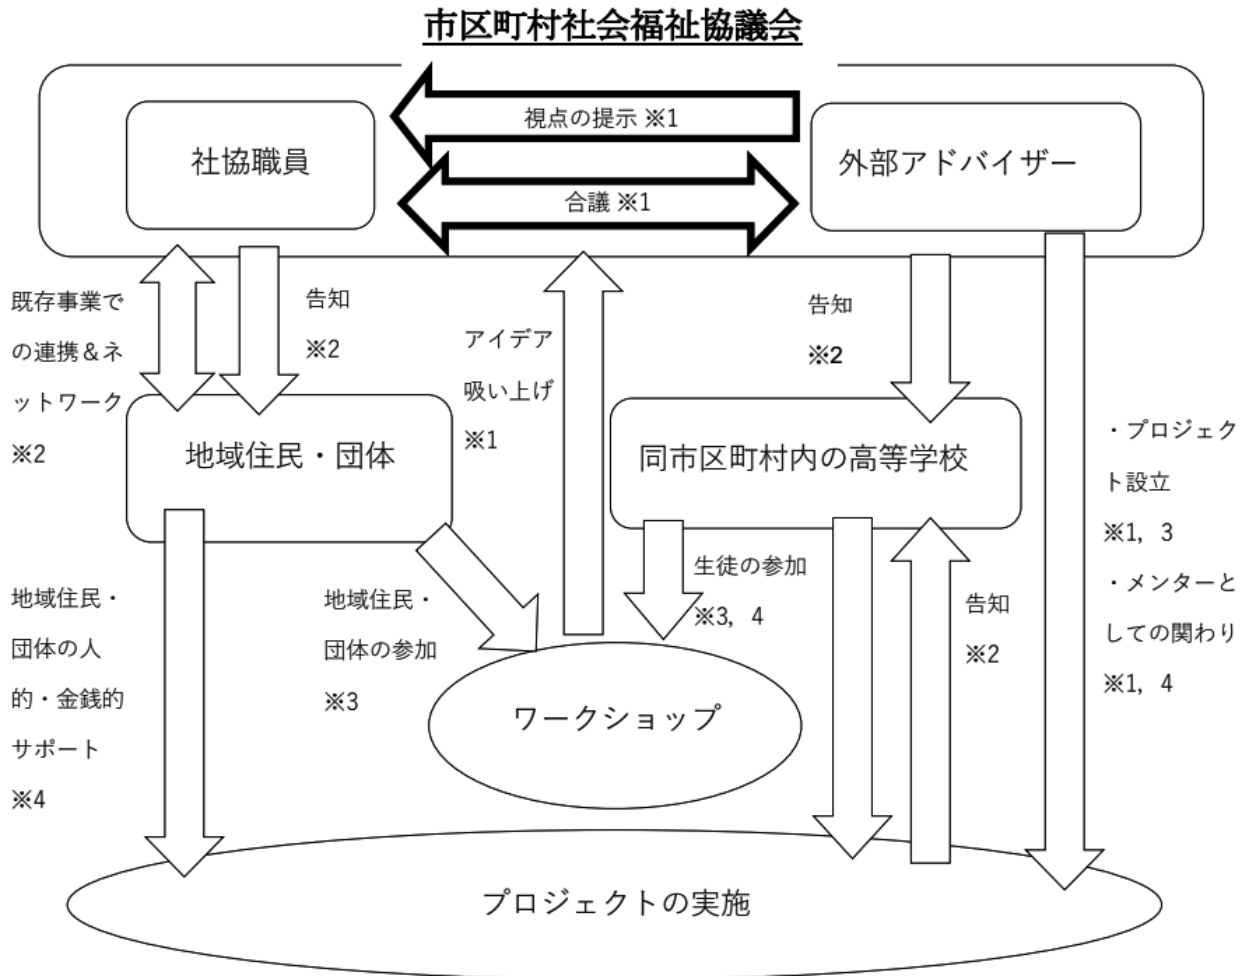 市区町村社会福祉協議会
視点の提示 ※1
社協職員
外部アドバイザー
合議 ※1
既存事業で
の連携&ネ
ットワーク
※2
告知
※2
アイデア
吸い上げ
※1
告知
※2
地域住民・団体
同市区町村内の高等学校
・プロジェク
ト設立
※1, 3
・メンターと
しての関わり
※1, 4
地域住民・
団体の人
的・金銭的
サポート
※4
地域住民・
団体の参加
※3
生徒の参加
※3, 4
告知
※2
ワークショップ
プロジェクトの実施